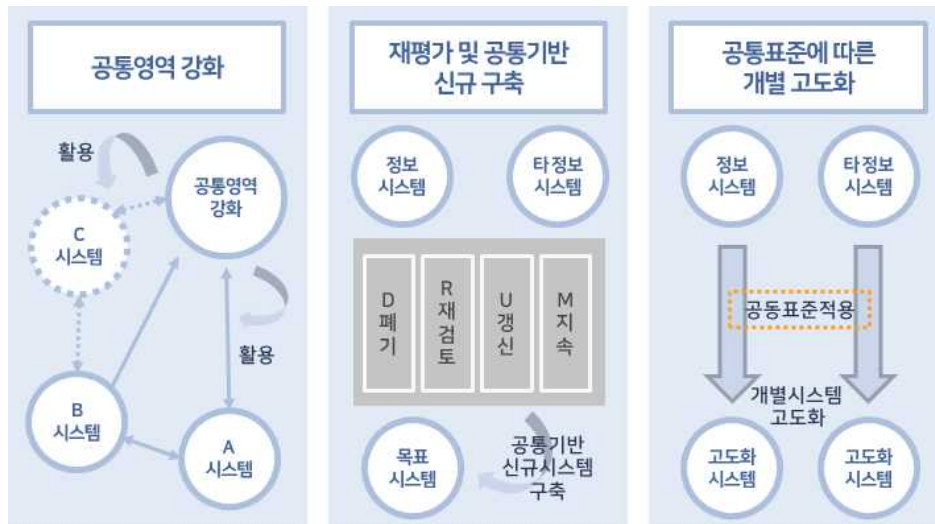 공통영역 강화
활용
공통영역
강화
C
시스템
활용
B
시스템
A
시스템
재평가 및 공통기반
신규 구축
정보
시스템
타정보
시스템
D
폐
기
R
재
검
토
U
갱
신
M
지
속
목표
시스템
공통기반
신규시스템
구축
공통표준에 따른
개별 고도화
정보
시스템
타정보
시스템
공동표준적용
개별시스템
고도화
고도화
시스템
고도화
시스템